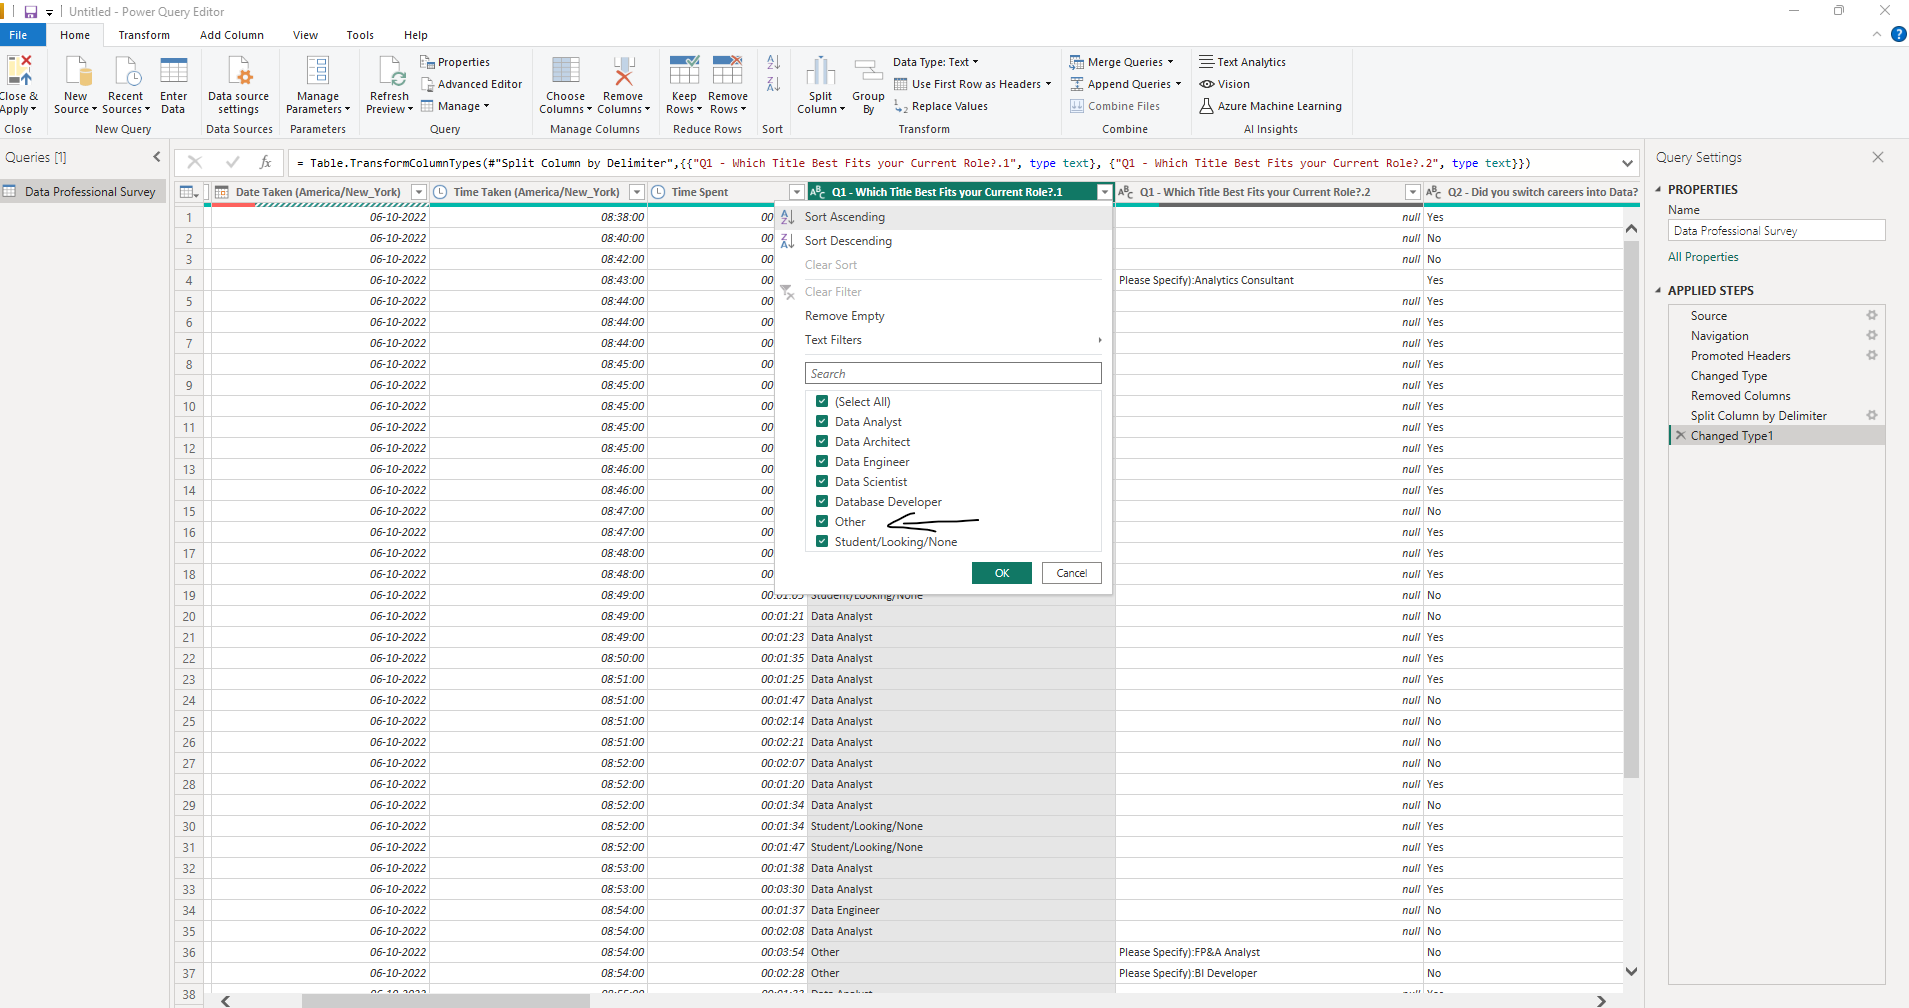 Untitled - Power Query Editor
File Home Transform Add Column View Tools Help
Close & Apply
New Source
Recent Sources
Enter Data
Data source settings
Manage Parameters
Refresh Preview
Properties
Advanced Editor
Manage
Choose Columns
Remove Columns
Keep Rows
Remove Rows
Split Column
Group By
Data Type: Text
Use First Row as Headers
Replace Values
Merge Queries
Append Queries
Combine Files
Text Analytics
Vision
Azure Machine Learning
Close New Query Data Sources Parameters Query Manage Columns Reduce Rows Sort Transform Combine AI Insights
Queries [1]
Data Professional Survey
fx
= Table.TransformColumnTypes(#"Split Column by Delimiter",{{"Q1 - Which Title Best Fits your Current Role?.1", type text}, {"Q1 - Which Title Best Fits your Current Role?.2", type text}})
Date Taken (America/New_York) Time Taken (America/New_York) Time Spent Q1 - Which Title Best Fits your Current Role?.1 Q1 - Which Title Best Fits your Current Role?.2 Q2 - Did you switch careers into Data?
1 06-10-2022 08:38:00 00 null Yes
2 06-10-2022 08:40:00 00 null No
3 06-10-2022 08:42:00 00 null No
4 06-10-2022 08:43:00 00 Please Specify):Analytics Consultant Yes
5 06-10-2022 08:44:00 00 null Yes
6 06-10-2022 08:44:00 00 null Yes
7 06-10-2022 08:44:00 00 null Yes
8 06-10-2022 08:45:00 00 null Yes
9 06-10-2022 08:45:00 00 null Yes
10 06-10-2022 08:45:00 00 null Yes
11 06-10-2022 08:45:00 00 null Yes
12 06-10-2022 08:45:00 00 null Yes
13 06-10-2022 08:46:00 00 null Yes
14 06-10-2022 08:46:00 00 null Yes
15 06-10-2022 08:47:00 00 null No
16 06-10-2022 08:47:00 00 null Yes
17 06-10-2022 08:48:00 00 null Yes
18 06-10-2022 08:48:00 00 null Yes
19 06-10-2022 08:49:00 00:01:05 Student/Looking/None null No
20 06-10-2022 08:49:00 00:01:21 Data Analyst null No
21 06-10-2022 08:49:00 00:01:23 Data Analyst null Yes
22 06-10-2022 08:50:00 00:01:35 Data Analyst null Yes
23 06-10-2022 08:51:00 00:01:25 Data Analyst null Yes
24 06-10-2022 08:51:00 00:01:47 Data Analyst null No
25 06-10-2022 08:51:00 00:02:14 Data Analyst null No
26 06-10-2022 08:51:00 00:02:21 Data Analyst null No
27 06-10-2022 08:52:00 00:02:07 Data Analyst null No
28 06-10-2022 08:52:00 00:01:20 Data Analyst null Yes
29 06-10-2022 08:52:00 00:01:34 Data Analyst null No
30 06-10-2022 08:52:00 00:01:34 Student/Looking/None null Yes
31 06-10-2022 08:52:00 00:01:47 Student/Looking/None null Yes
32 06-10-2022 08:53:00 00:01:38 Data Analyst null Yes
33 06-10-2022 08:53:00 00:03:30 Data Analyst null Yes
34 06-10-2022 08:54:00 00:01:37 Data Engineer null No
35 06-10-2022 08:54:00 00:02:08 Data Analyst null No
36 06-10-2022 08:54:00 00:03:54 Other Please Specify):FP&A Analyst No
37 06-10-2022 08:54:00 00:02:28 Other Please Specify):BI Developer No
38
Sort Ascending
Sort Descending
Clear Sort
Clear Filter
Remove Empty
Text Filters
Search
(Select All)
Data Analyst
Data Architect
Data Engineer
Data Scientist
Database Developer
Other
Student/Looking/None
OK Cancel
Query Settings
PROPERTIES
Name
Data Professional Survey
All Properties
APPLIED STEPS
Source
Navigation
Promoted Headers
Changed Type
Removed Columns
Split Column by Delimiter
Changed Type1